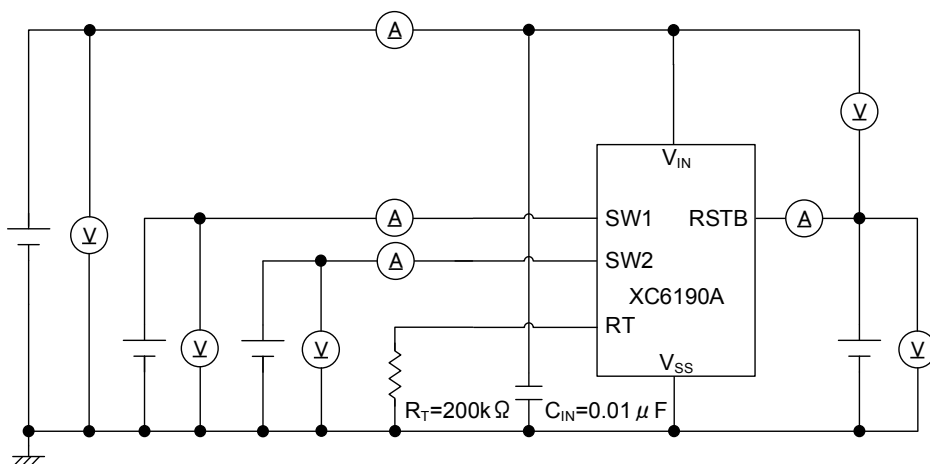 A
V
V_IN
V
A
SW1
RSTB
A
A
SW2
XC6190A
RT
V
V
V
V_SS
R_T=200kΩ
C_IN=0.01μF